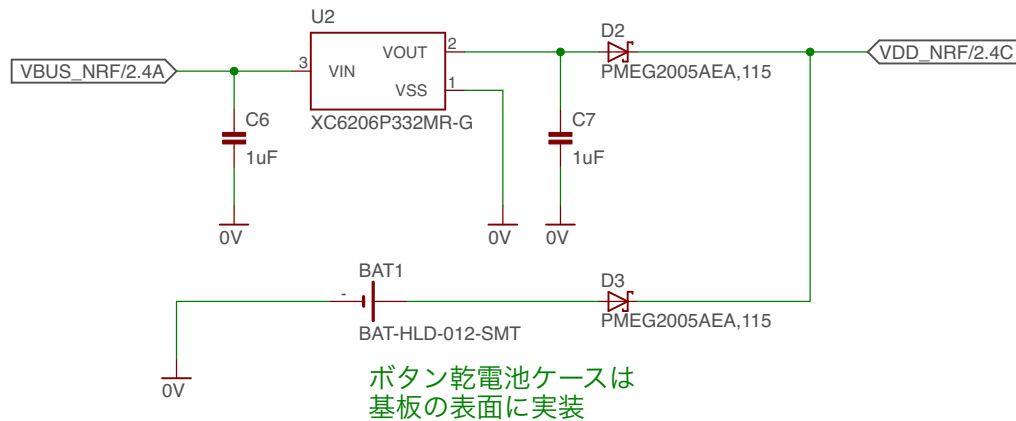 U2
D2
VBUS_NRF/2.4A
3
VIN
VOUT
2
VSS
1
XC6206P332MR-G
PMEG2005AEA,115
VDD_NRF/2.4C
C6
1uF
C7
1uF
0V
0V
0V
BAT1
-
BAT-HLD-012-SMT
D3
PMEG2005AEA,115
0V
ボタン乾電池ケースは
基板の表面に実装